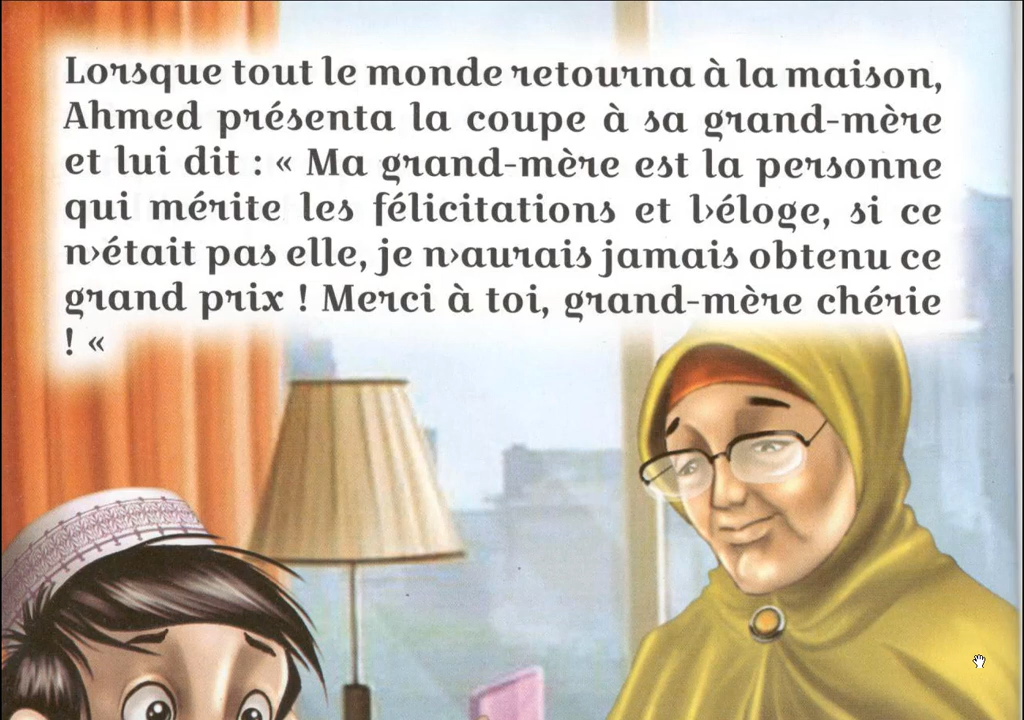 Lorsque tout le monde retourna à la maison,
Ahmed présenta la coupe à sa grand-mère
et lui dit : « Ma grand-mère est la personne
qui mérite les félicitations et l›éloge, si ce
n›était pas elle, je n›aurais jamais obtenu ce
grand prix ! Merci à toi, grand-mère chérie
! «